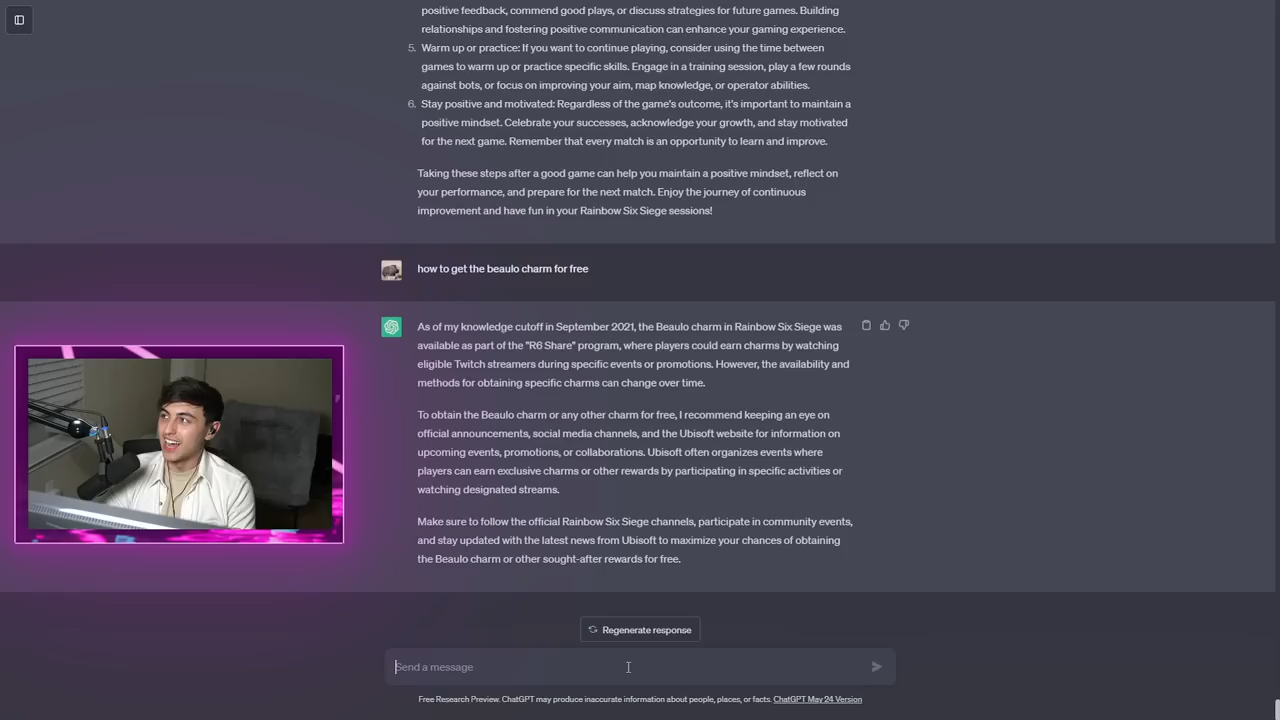 positive feedback, commend good plays, or discuss strategies for future games. Building
relationships and fostering positive communication can enhance your gaming experience.
5. Warm up or practice: If you want to continue playing, consider using the time between
games to warm up or practice specific skills. Engage in a training session, play a few rounds
against bots, or focus on improving your aim, map knowledge, or operator abilities.
6. Stay positive and motivated: Regardless of the game's outcome, it's important to maintain a
positive mindset. Celebrate your successes, acknowledge your growth, and stay motivated
for the next game. Remember that every match is an opportunity to learn and improve.
Taking these steps after a good game can help you maintain a positive mindset, reflect on
your performance, and prepare for the next match. Enjoy the journey of continuous
improvement and have fun in your Rainbow Six Siege sessions!
how to get the beaulo charm for free
As of my knowledge cutoff in September 2021, the Beaulo charm in Rainbow Six Siege was
available as part of the "R6 Share" program, where players could earn charms by watching
eligible Twitch streamers during specific events or promotions. However, the availability and
methods for obtaining specific charms can change over time.
To obtain the Beaulo charm or any other charm for free, I recommend keeping an eye on
official announcements, social media channels, and the Ubisoft website for information on
upcoming events, promotions, or collaborations. Ubisoft often organizes events where
players can earn exclusive charms or other rewards by participating in specific activities or
watching designated streams.
Make sure to follow the official Rainbow Six Siege channels, participate in community events,
and stay updated with the latest news from Ubisoft to maximize your chances of obtaining
the Beaulo charm or other sought-after rewards for free.
Regenerate response
Send a message
Free Research Preview. ChatGPT may produce inaccurate information about people, places, or facts. ChatGPT May 24 Version